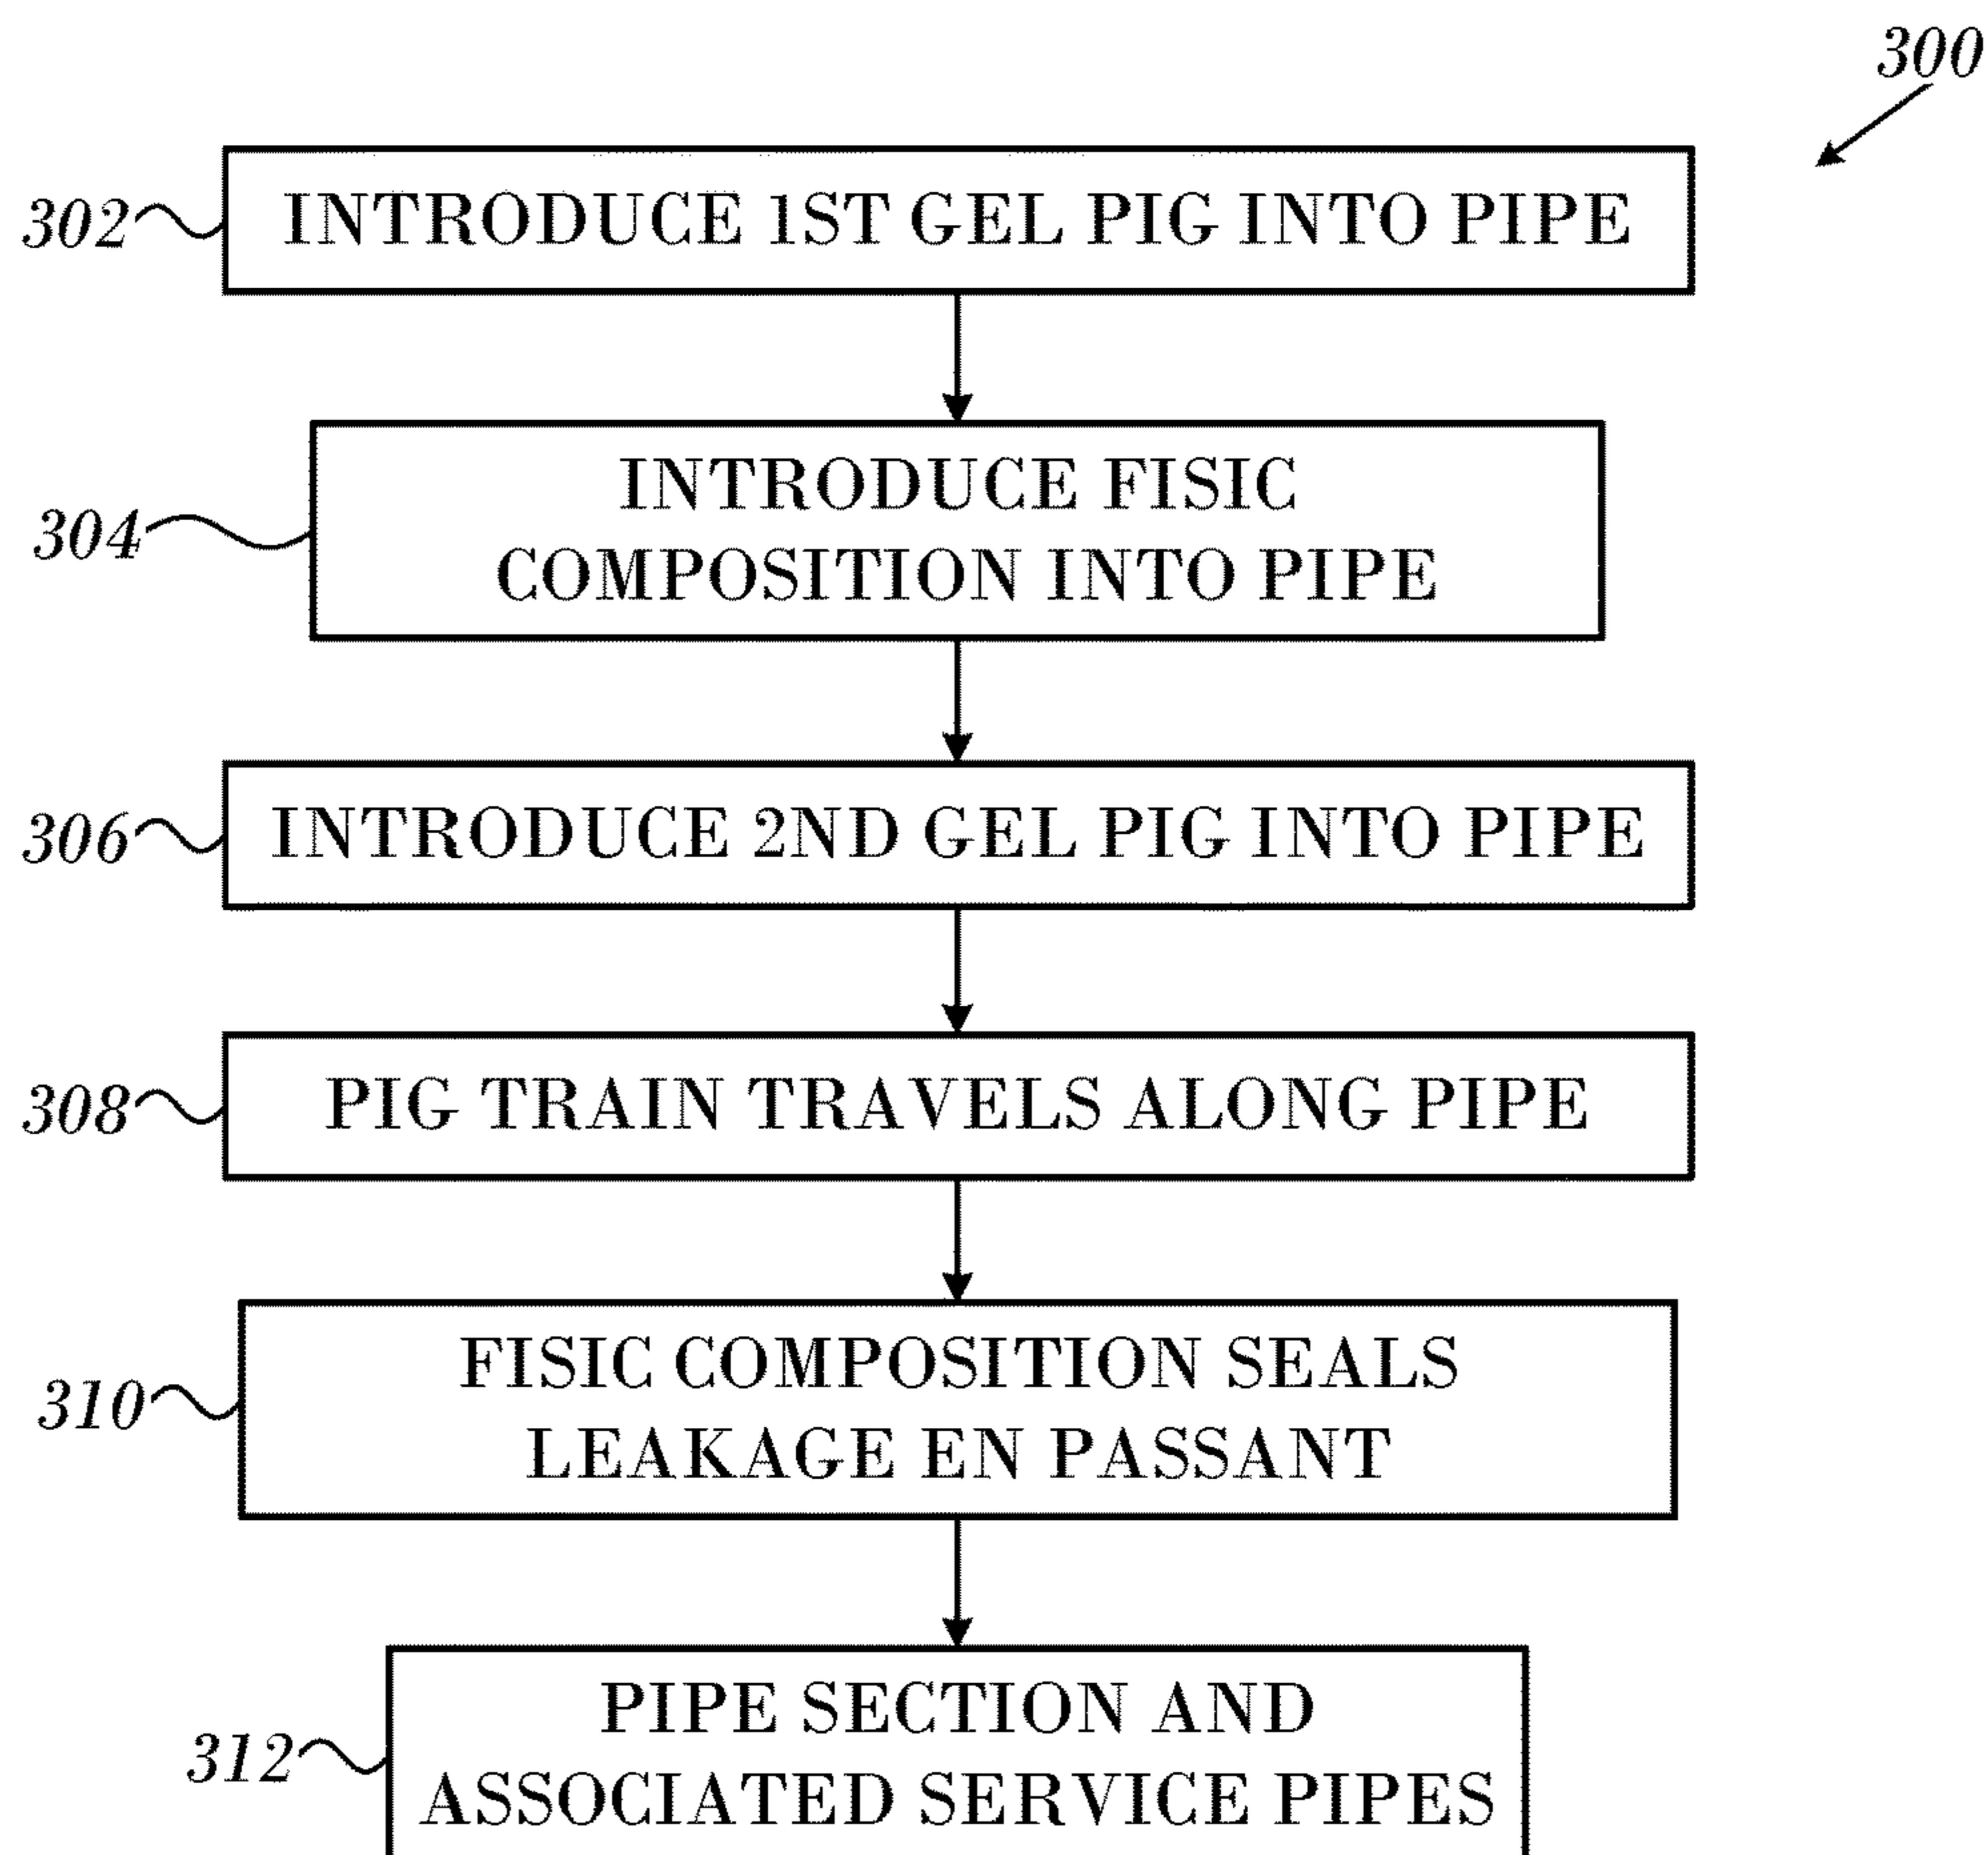 300
302
INTRODUCE 1ST GEL PIG INTO PIPE
304
INTRODUCE FISIC
COMPOSITION INTO PIPE
306
INTRODUCE 2ND GEL PIG INTO PIPE
308
PIG TRAIN TRAVELS ALONG PIPE
310
FISIC COMPOSITION SEALS
LEAKAGE EN PASSANT
312
PIPE SECTION AND
ASSOCIATED SERVICE PIPES